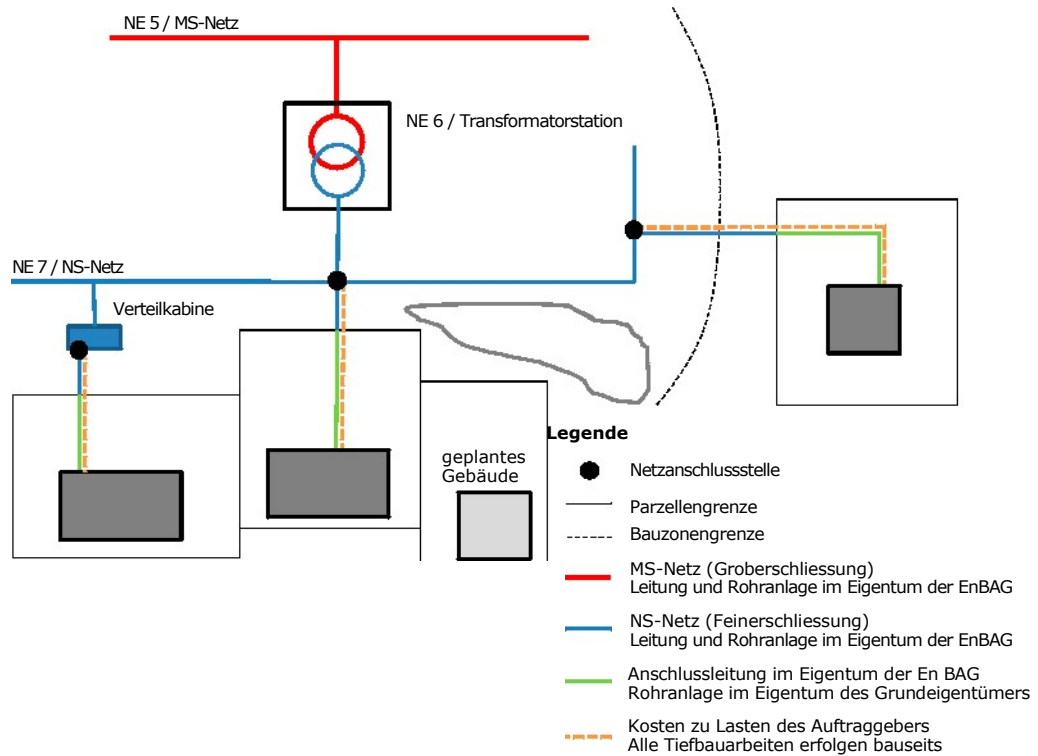 NE 5 / MS-Netz
NE 6 / Transformatorstation
NE 7 / NS-Netz
Verteilkabine
geplantes
Gebäude
Legende
Netzanschlussstelle
Parzellengrenze
Bauzonengrenze
MS-Netz (Groberschliessung)
Leitung und Rohranlage im Eigentum der EnBAG
NS-Netz (Feinerschliessung)
Leitung und Rohranlage im Eigentum der EnBAG
Anschlussleitung im Eigentum der En BAG
Rohranlage im Eigentum des Grundeigentümers
Kosten zu Lasten des Auftraggebers
Alle Tiefbauarbeiten erfolgen bauseits